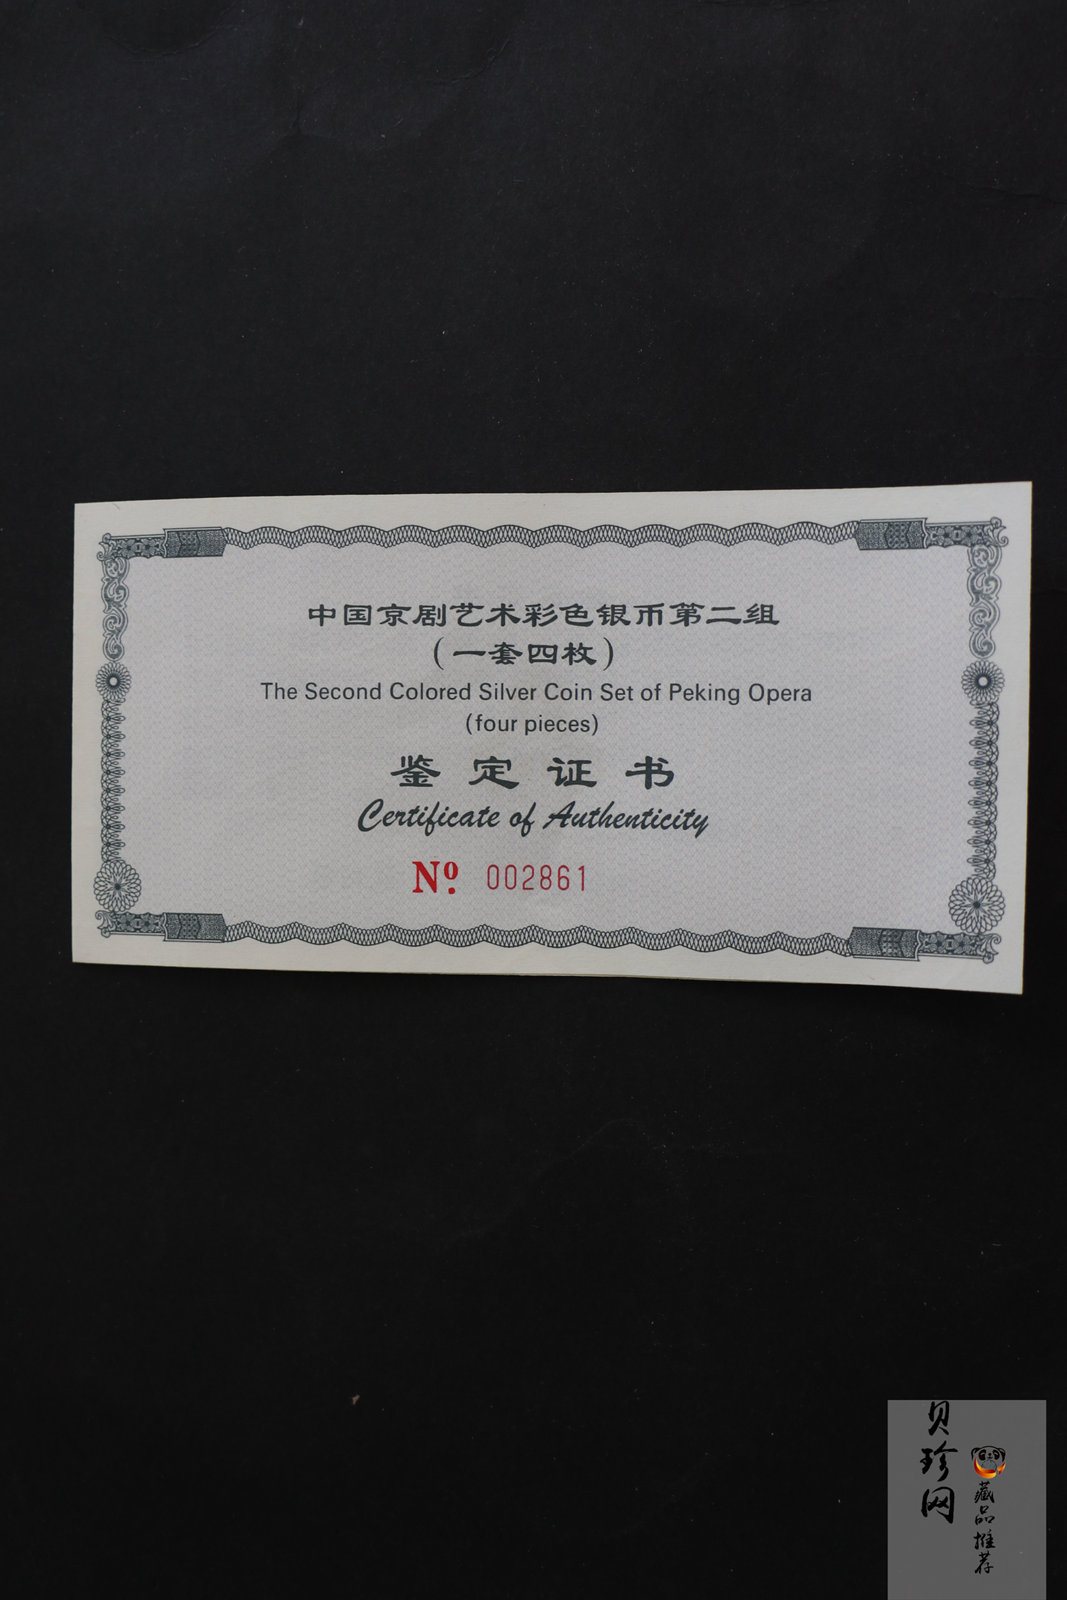 中国京剧艺术彩色银币第二组
（一套四枚）
The Second Colored Silver Coin Set of Peking Opera
(four pieces)
鉴定证书
Certificate of Authenticity
Nº 002861
贝珍网
藏品推荐